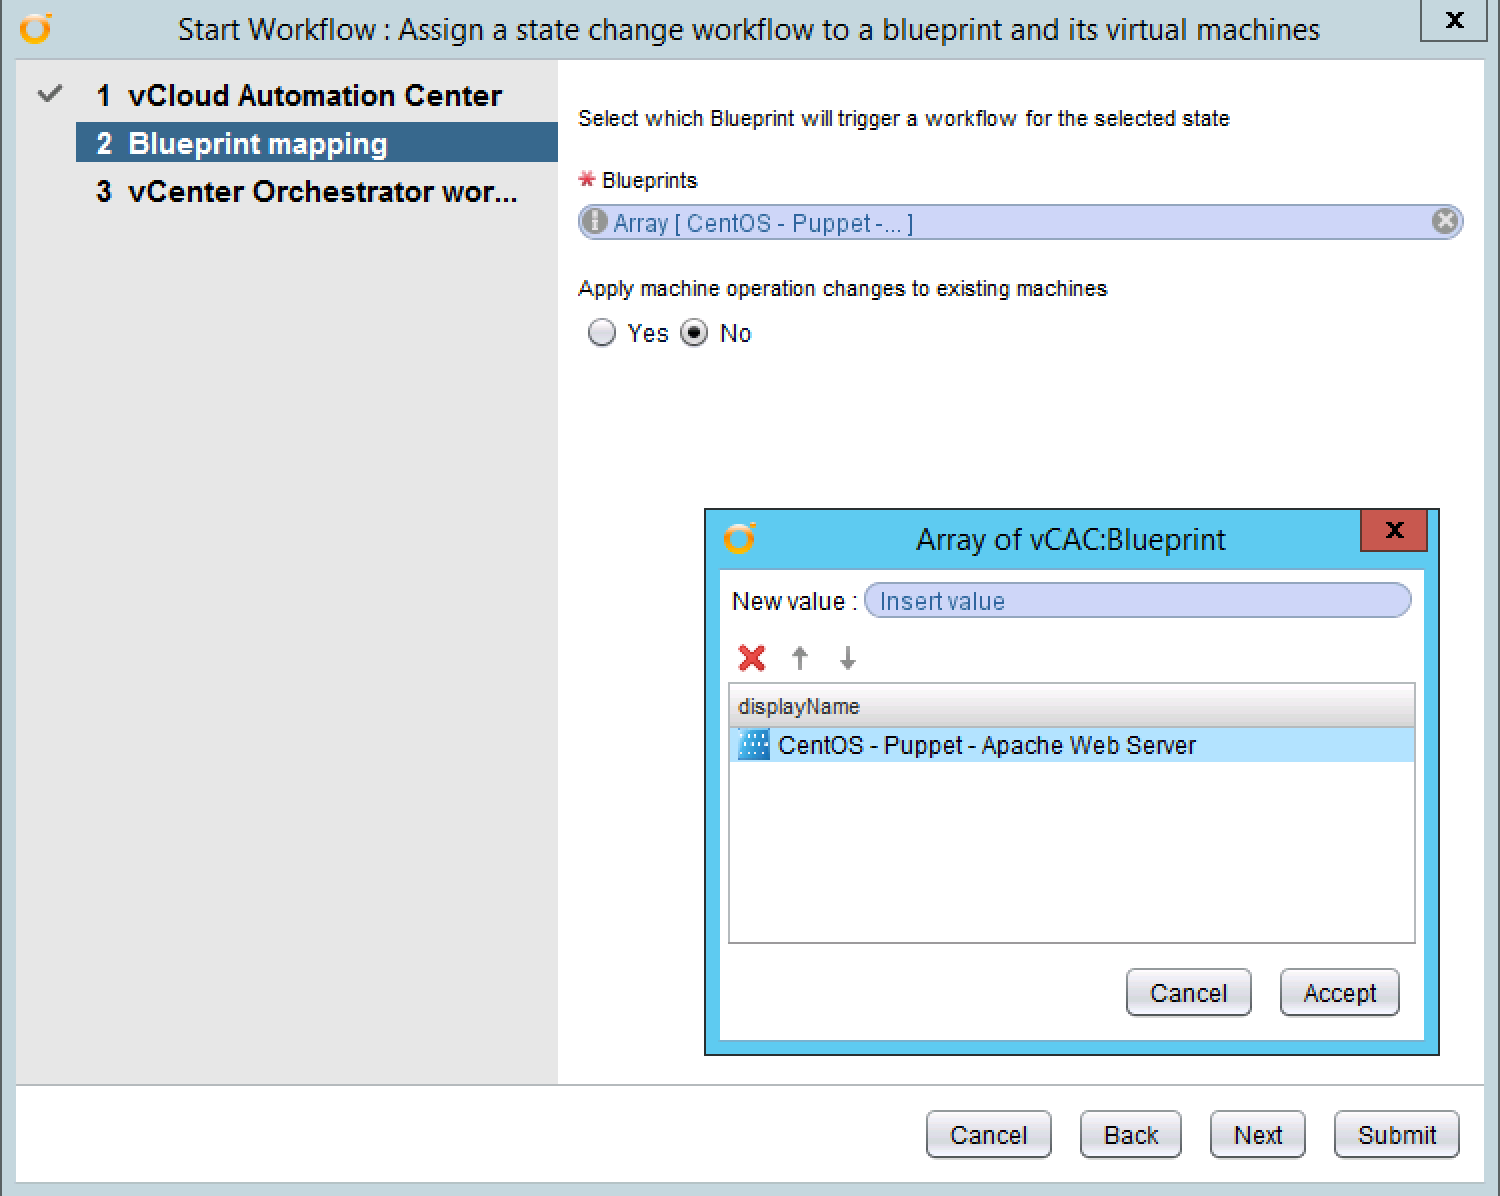 Start Workflow : Assign a state change workflow to a blueprint and its virtual machines
X
1 vCloud Automation Center
2 Blueprint mapping
3 vCenter Orchestrator wor...
Select which Blueprint will trigger a workflow for the selected state
* Blueprints
Array [ CentOS - Puppet -... ]
Apply machine operation changes to existing machines
Yes No
Array of vCAC:Blueprint
X
New value : Insert value
displayName
CentOS - Puppet - Apache Web Server
Cancel Accept
Cancel Back Next Submit